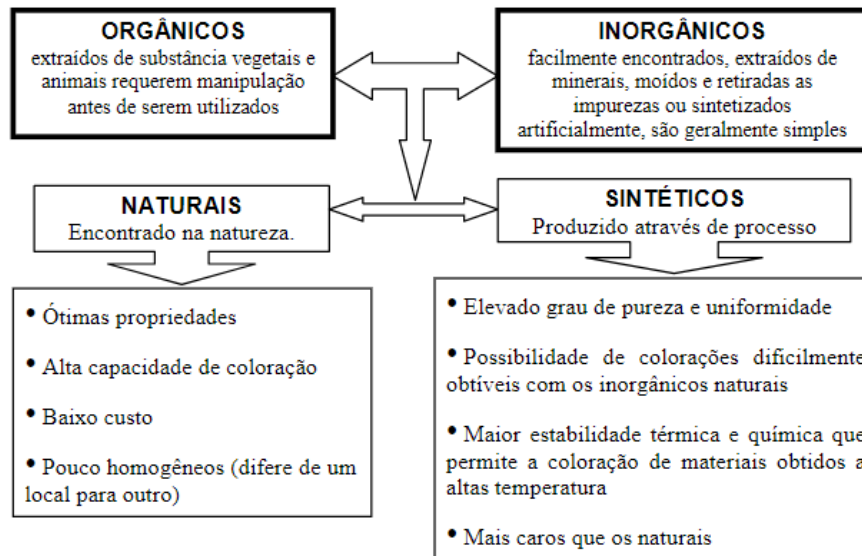 ORGÂNICOS
extraídos de substância vegetais e
animais requerem manipulação
antes de serem utilizados
INORGÂNICOS
facilmente encontrados, extraídos de
minerais, moídos e retiradas as
impurezas ou sintetizados
artificialmente, são geralmente simples
NATURAIS
Encontrado na natureza.
SINTÉTICOS
Produzido através de processo
• Ótimas propriedades
• Alta capacidade de coloração
• Baixo custo
• Pouco homogêneos (difere de um
local para outro)
• Elevado grau de pureza e uniformidade
• Possibilidade de colorações dificilmente
obtíveis com os inorgânicos naturais
• Maior estabilidade térmica e química que
permite a coloração de materiais obtidos a
altas temperatura
• Mais caros que os naturais